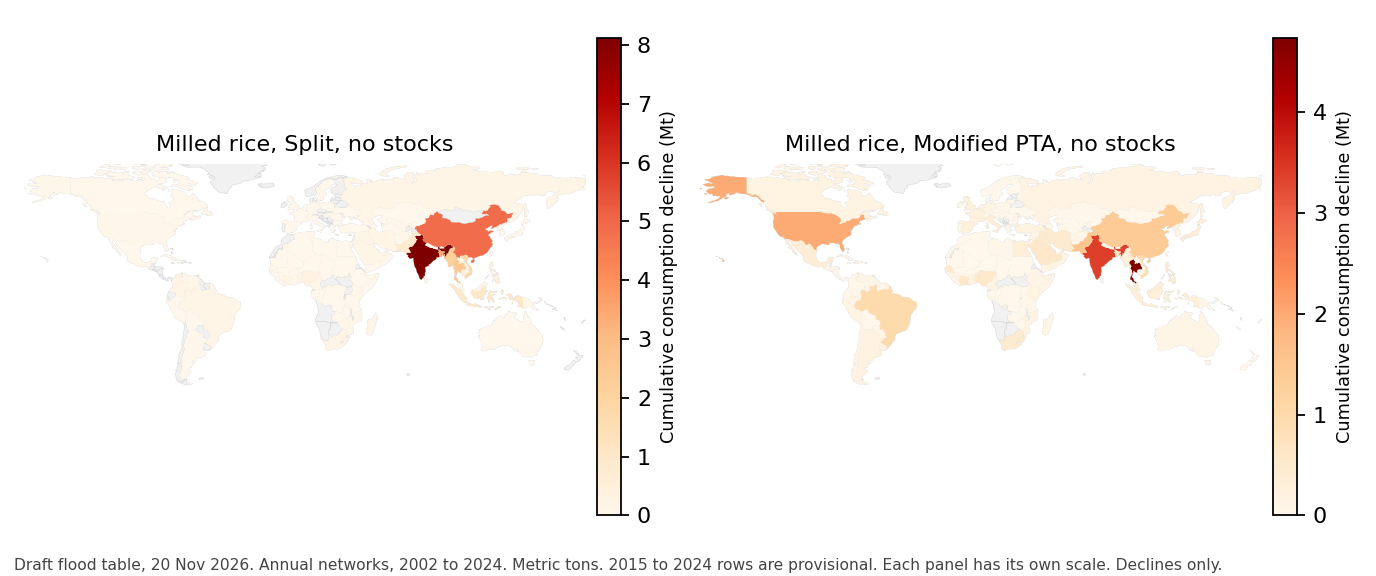 Milled rice, Split, no stocks
8
7
6
5
4
3
2
1
0
Cumulative consumption decline (Mt)
Milled rice, Modified PTA, no stocks
4
3
2
1
0
Cumulative consumption decline (Mt)
Draft flood table, 20 Nov 2026. Annual networks, 2002 to 2024. Metric tons. 2015 to 2024 rows are provisional. Each panel has its own scale. Declines only.